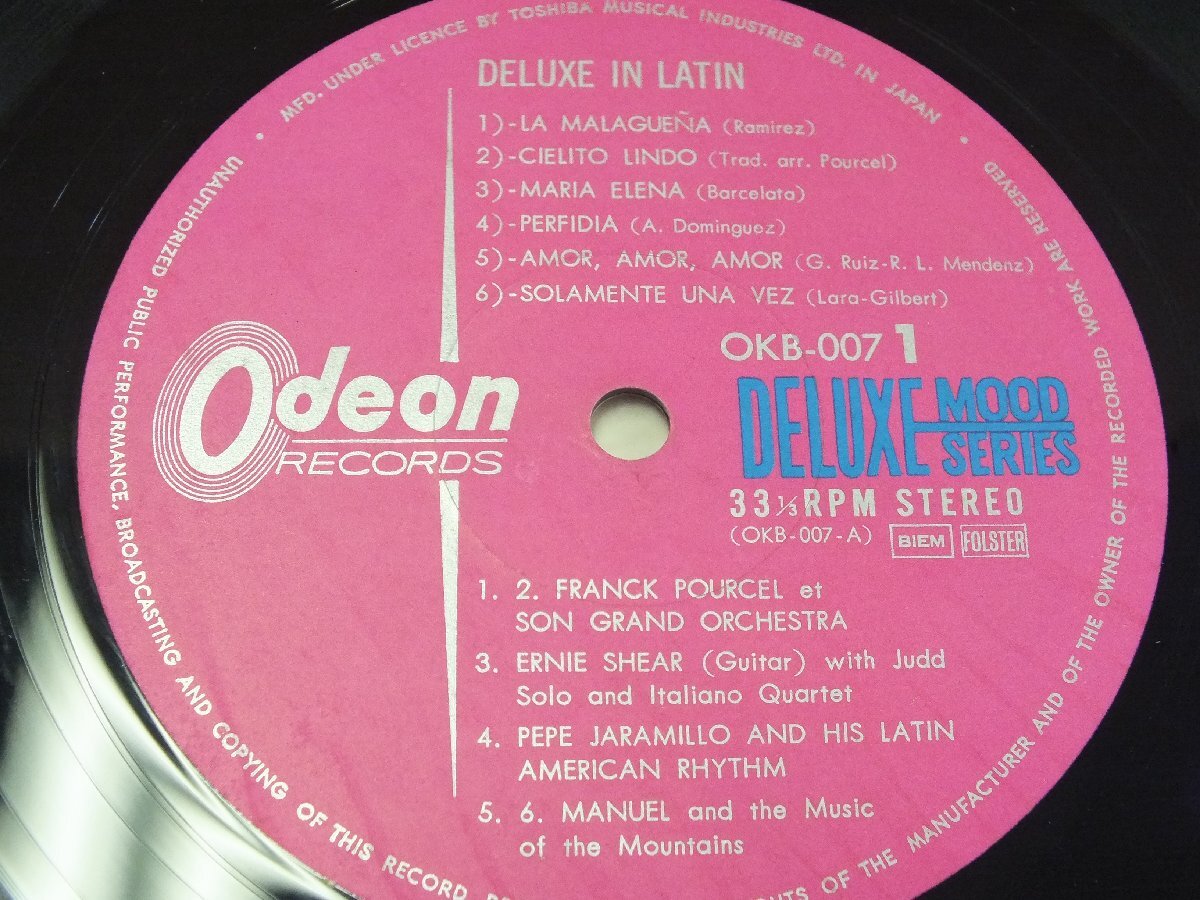 MFD. UNDER LICENCE BY TOSHIBA MUSICAL INDUSTRIES LTD. IN JAPAN
DELUXE IN LATIN
1)-LA MALAGUEÑA (Ramirez)
2)-CIELITO LINDO (Trad. arr. Pourcel)
3)-MARIA ELENA (Barcelata)
4)-PERFIDIA (A. Dominguez)
5)-AMOR, AMOR, AMOR (G. Ruiz-R. L. Mendenz)
6)-SOLAMENTE UNA VEZ (Lara-Gilbert)
OKB-007 1
Odeon
RECORDS
DELUXE MOOD
SERIES
33 1/3 RPM STEREO
(OKB-007-A) BIEM FOLSTER
1. 2. FRANCK POURCEL et
SON GRAND ORCHESTRA
3. ERNIE SHEAR (Guitar) with Judd
Solo and Italiano Quartet
4. PEPE JARAMILLO AND HIS LATIN
AMERICAN RHYTHM
5. 6. MANUEL and the Music
of the Mountains
UNAUTHORIZED PUBLIC PERFORMANCE, BROADCASTING AND COPYING OF THIS RECORD
OF THE MANUFACTURER AND OF THE OWNER OF THE RECORDED WORK ARE RESERVED